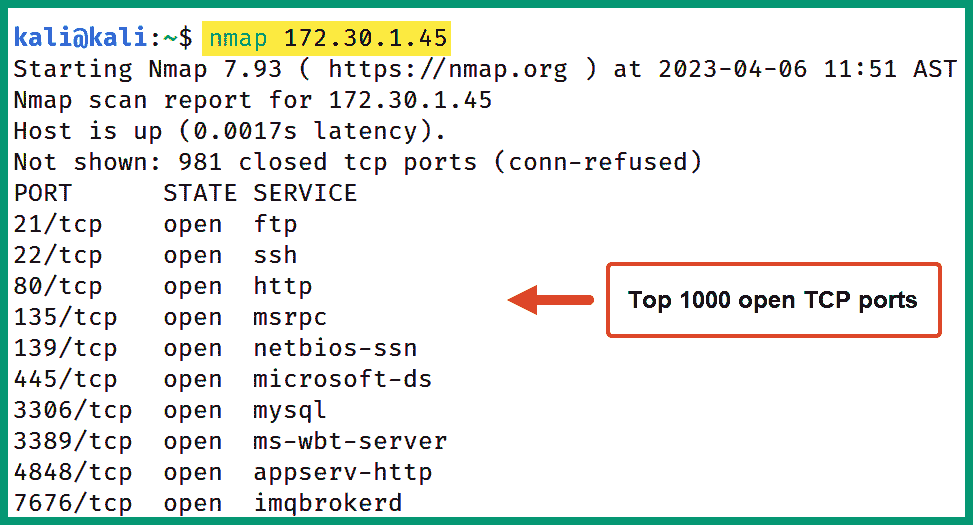 kali@kali:~$ nmap 172.30.1.45
Starting Nmap 7.93 ( https://nmap.org ) at 2023-04-06 11:51 AST
Nmap scan report for 172.30.1.45
Host is up (0.0017s latency).
Not shown: 981 closed tcp ports (conn-refused)
PORT STATE SERVICE
21/tcp open ftp
22/tcp open ssh
80/tcp open http
135/tcp open msrpc
139/tcp open netbios-ssn
445/tcp open microsoft-ds
3306/tcp open mysql
3389/tcp open ms-wbt-server
4848/tcp open appserv-http
7676/tcp open imqbrokerd
Top 1000 open TCP ports